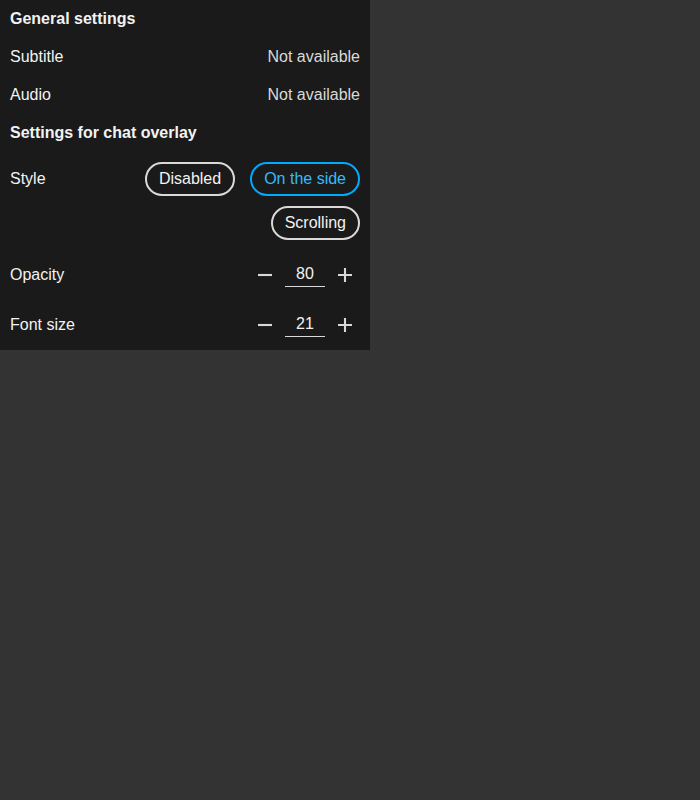 General settings
Subtitle Not available
Audio Not available
Settings for chat overlay
Style Disabled On the side
Scrolling
Opacity 80
Font size 21